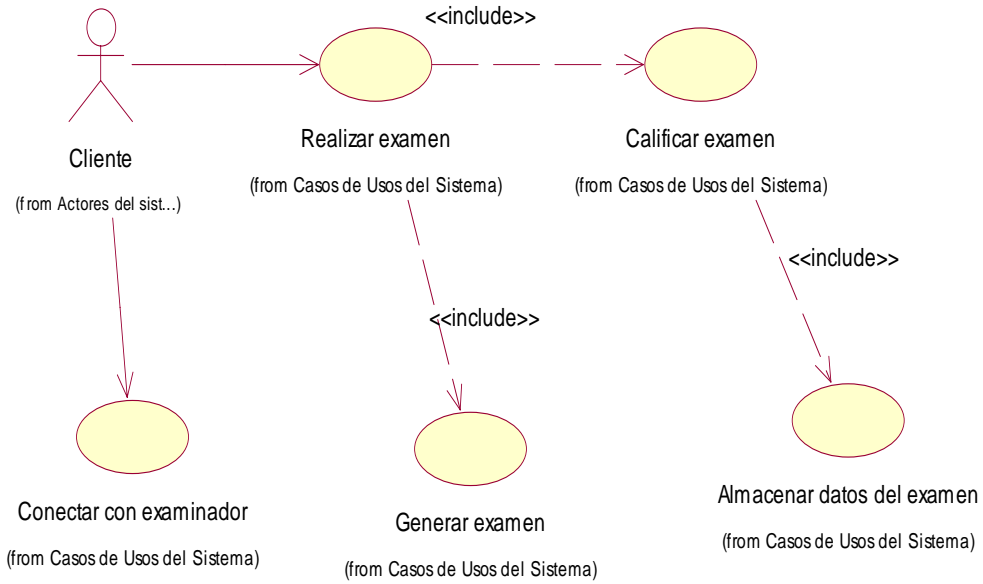 <<include>>
Realizar examen
(from Casos de Usos del Sistema)
Calificar examen
(from Casos de Usos del Sistema)
Cliente
(from Actores del sist...)
<<include>>
<<include>>
Conectar con examinador
(from Casos de Usos del Sistema)
Generar examen
(from Casos de Usos del Sistema)
Almacenar datos del examen
(from Casos de Usos del Sistema)